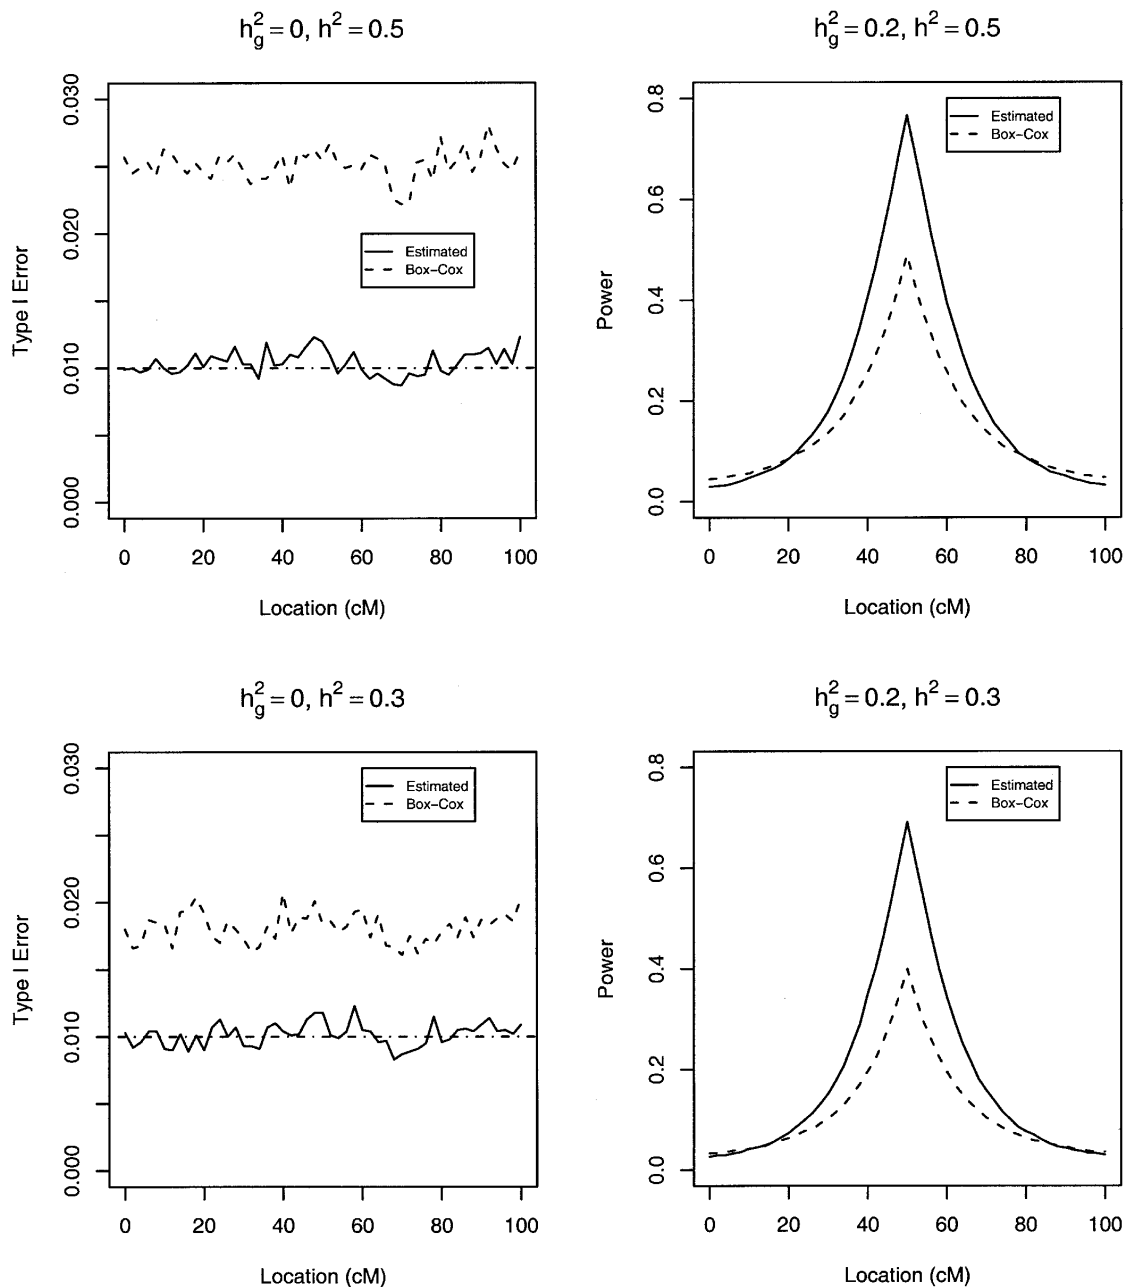 h²g = 0, h² = 0.5
Type I Error
0.030
0.020
0.010
0.000
Estimated
Box−Cox
0 20 40 60 80 100
Location (cM)
h²g = 0.2, h² = 0.5
Power
0.8
0.6
0.4
0.2
0.0
Estimated
Box−Cox
0 20 40 60 80 100
Location (cM)
h²g = 0, h² = 0.3
Type I Error
0.030
0.020
0.010
0.000
Estimated
Box−Cox
0 20 40 60 80 100
Location (cM)
h²g = 0.2, h² = 0.3
Power
0.8
0.6
0.4
0.2
0.0
Estimated
Box−Cox
0 20 40 60 80 100
Location (cM)